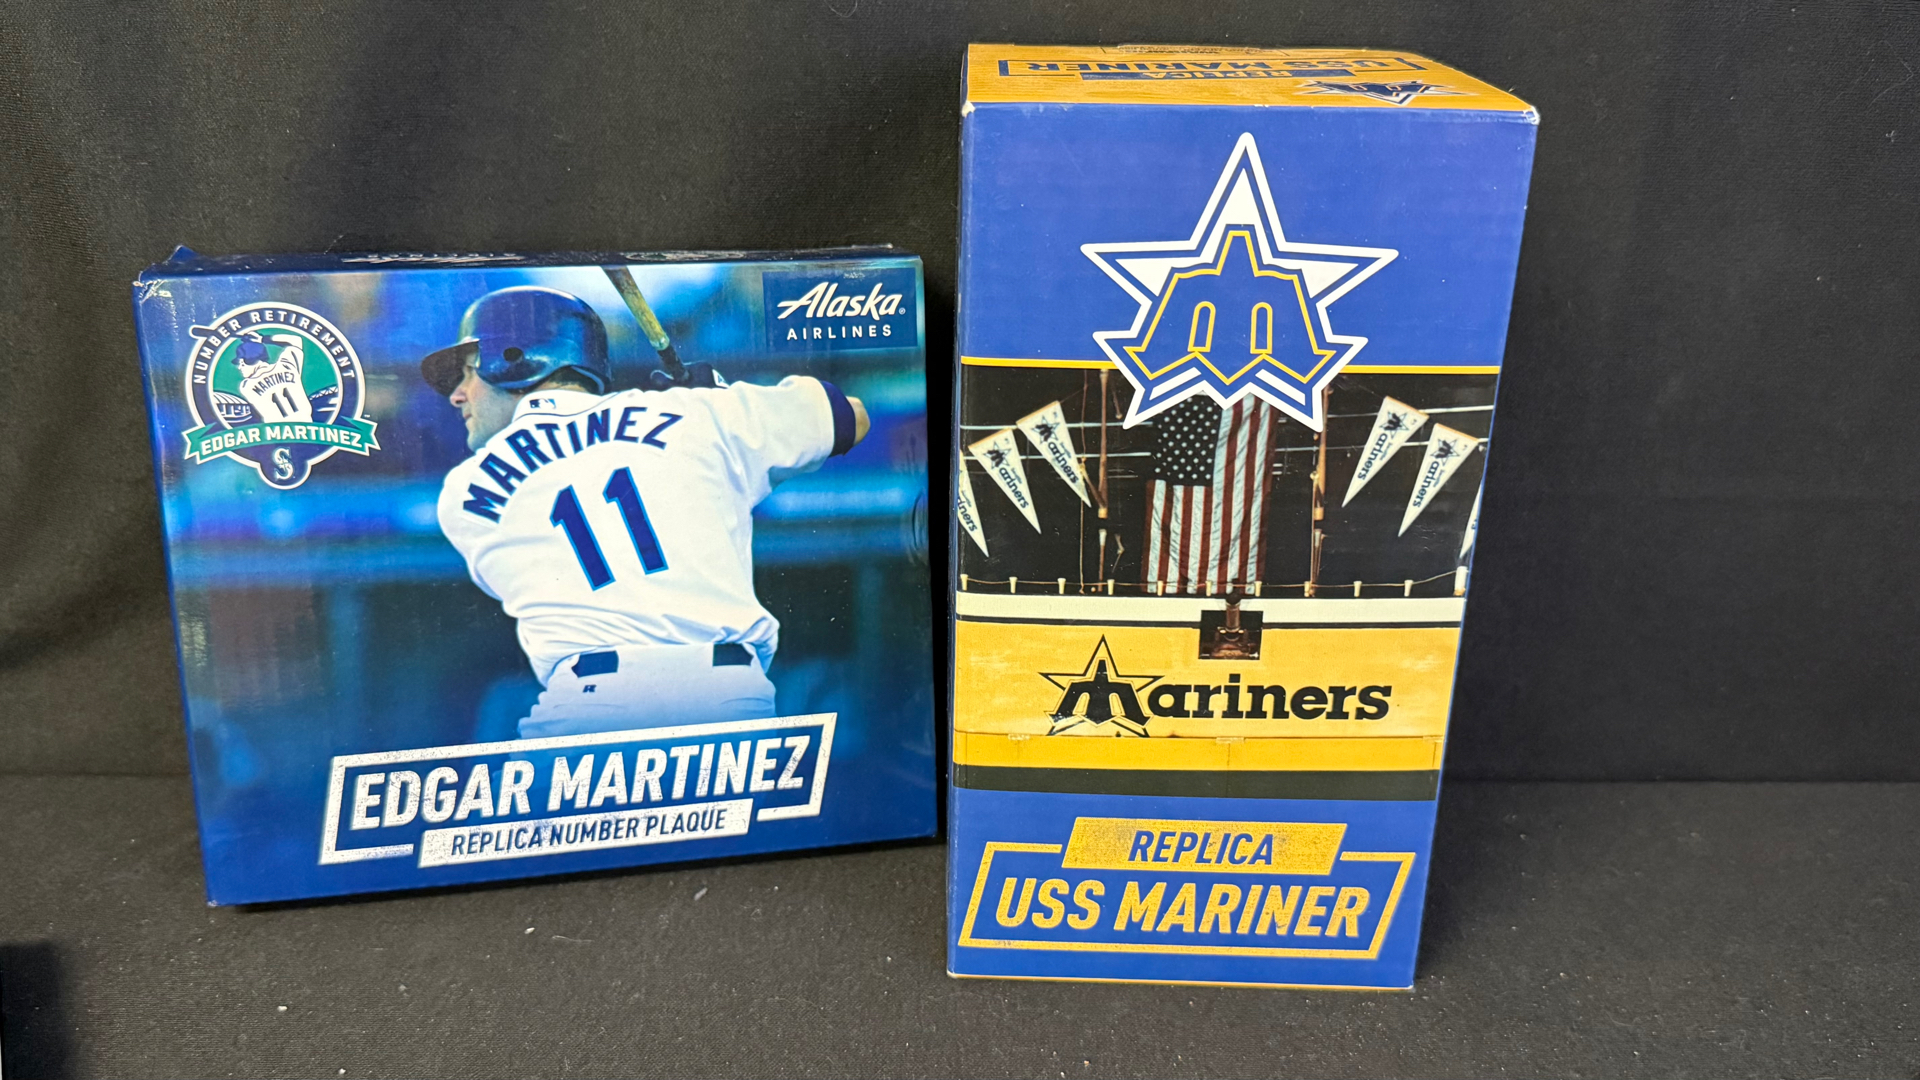 NUMBER RETIREMENT
MARTINEZ
11
EDGAR MARTINEZ
S
Alaska
AIRLINES
MARTINEZ
11
R
EDGAR MARTINEZ
REPLICA NUMBER PLAQUE
REPLICA
USS MARINER
M
Mariners
Mariners
Mariners
Mariners
Mariners
REPLICA
USS MARINER